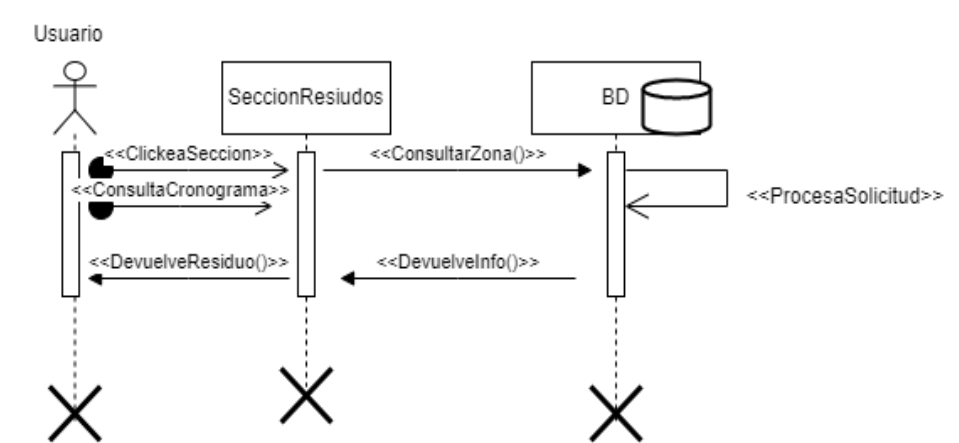 Usuario
SeccionResiudos
BD
<<ClickeaSeccion>>
<<ConsultarZona()>>
<<ConsultaCronograma>>
<<ProcesaSolicitud>>
<<DevuelveResiduo()>>
<<DevuelveInfo()>>